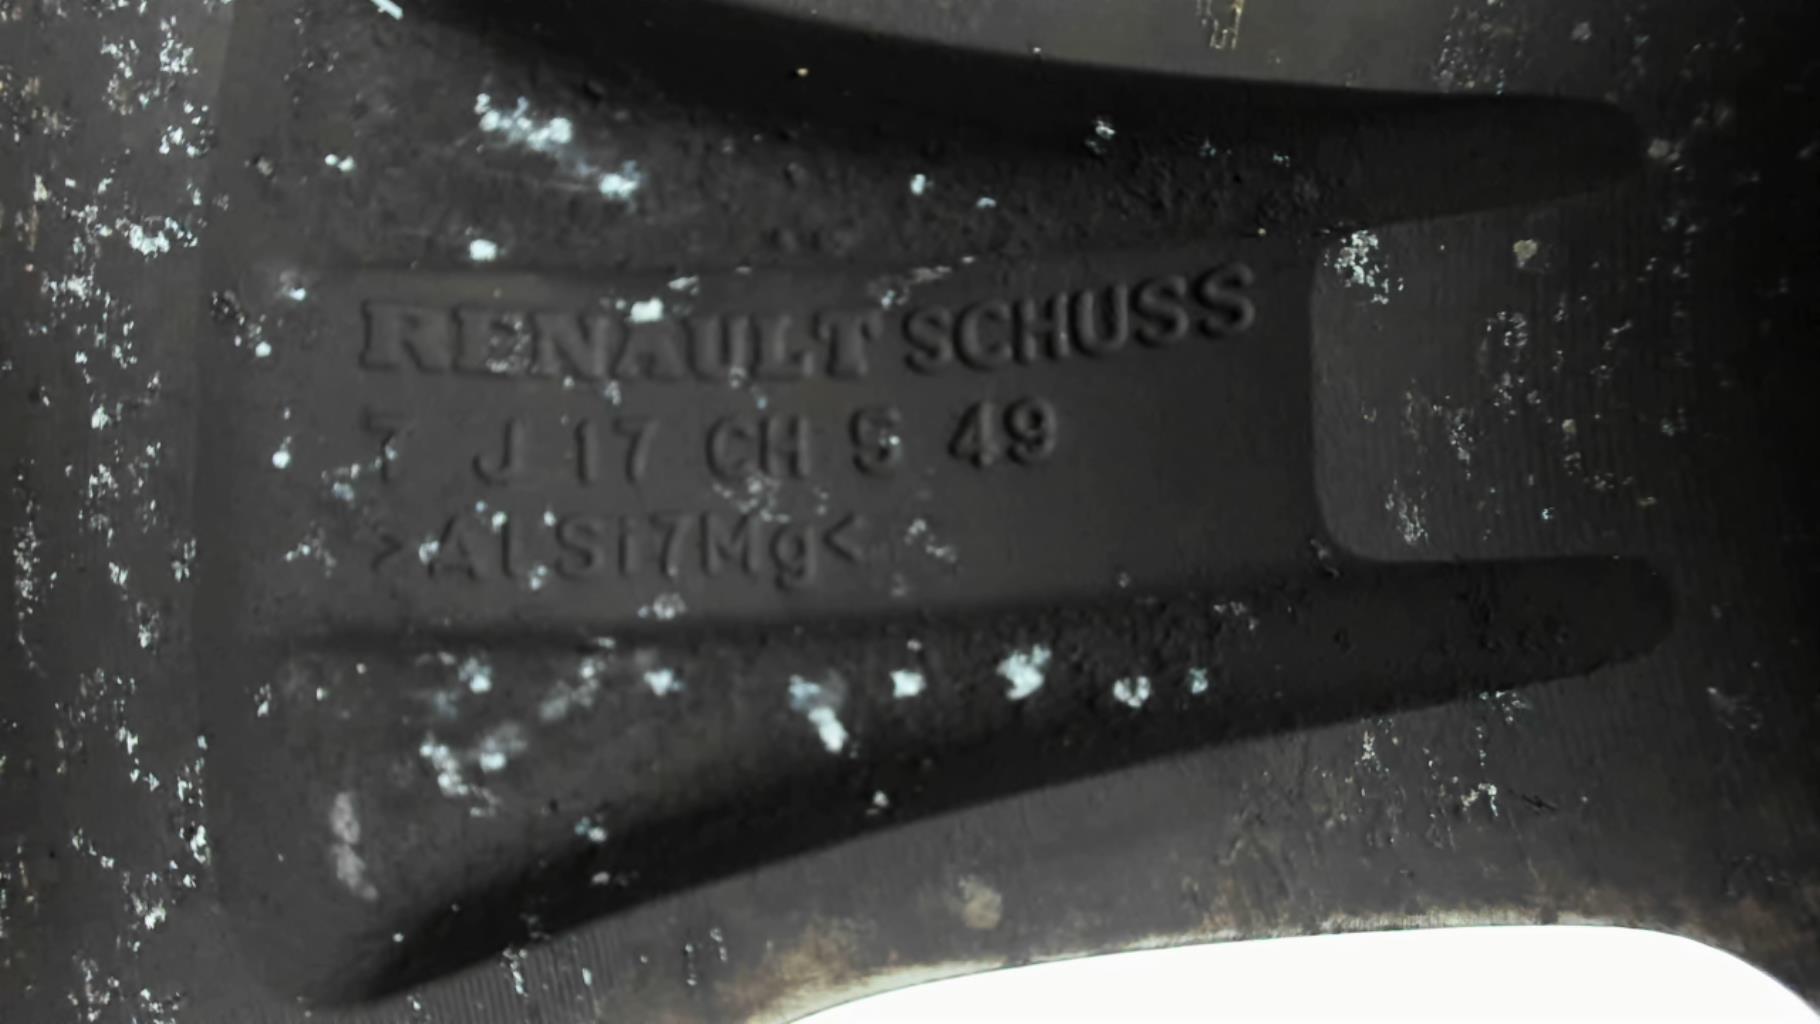 RENAULT SCHUSS
7 J 17 CH 5 49
>AlSi7Mg<